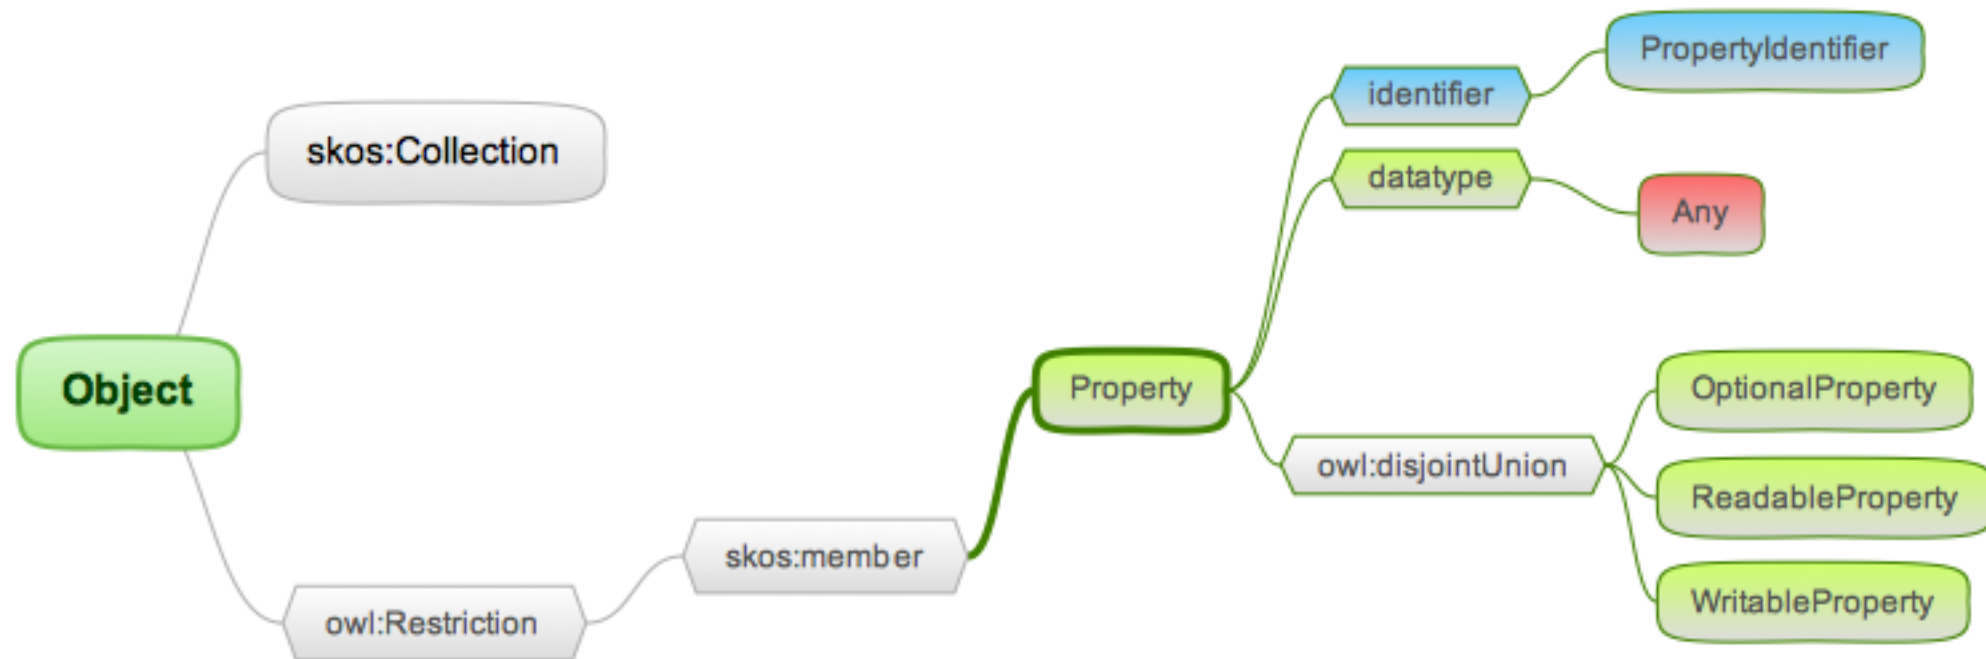 PropertyIdentifier
identifier
skos:Collection
datatype
Any
Object
Property
OptionalProperty
owl:disjointUnion
ReadableProperty
skos:member
WritableProperty
owl:Restriction